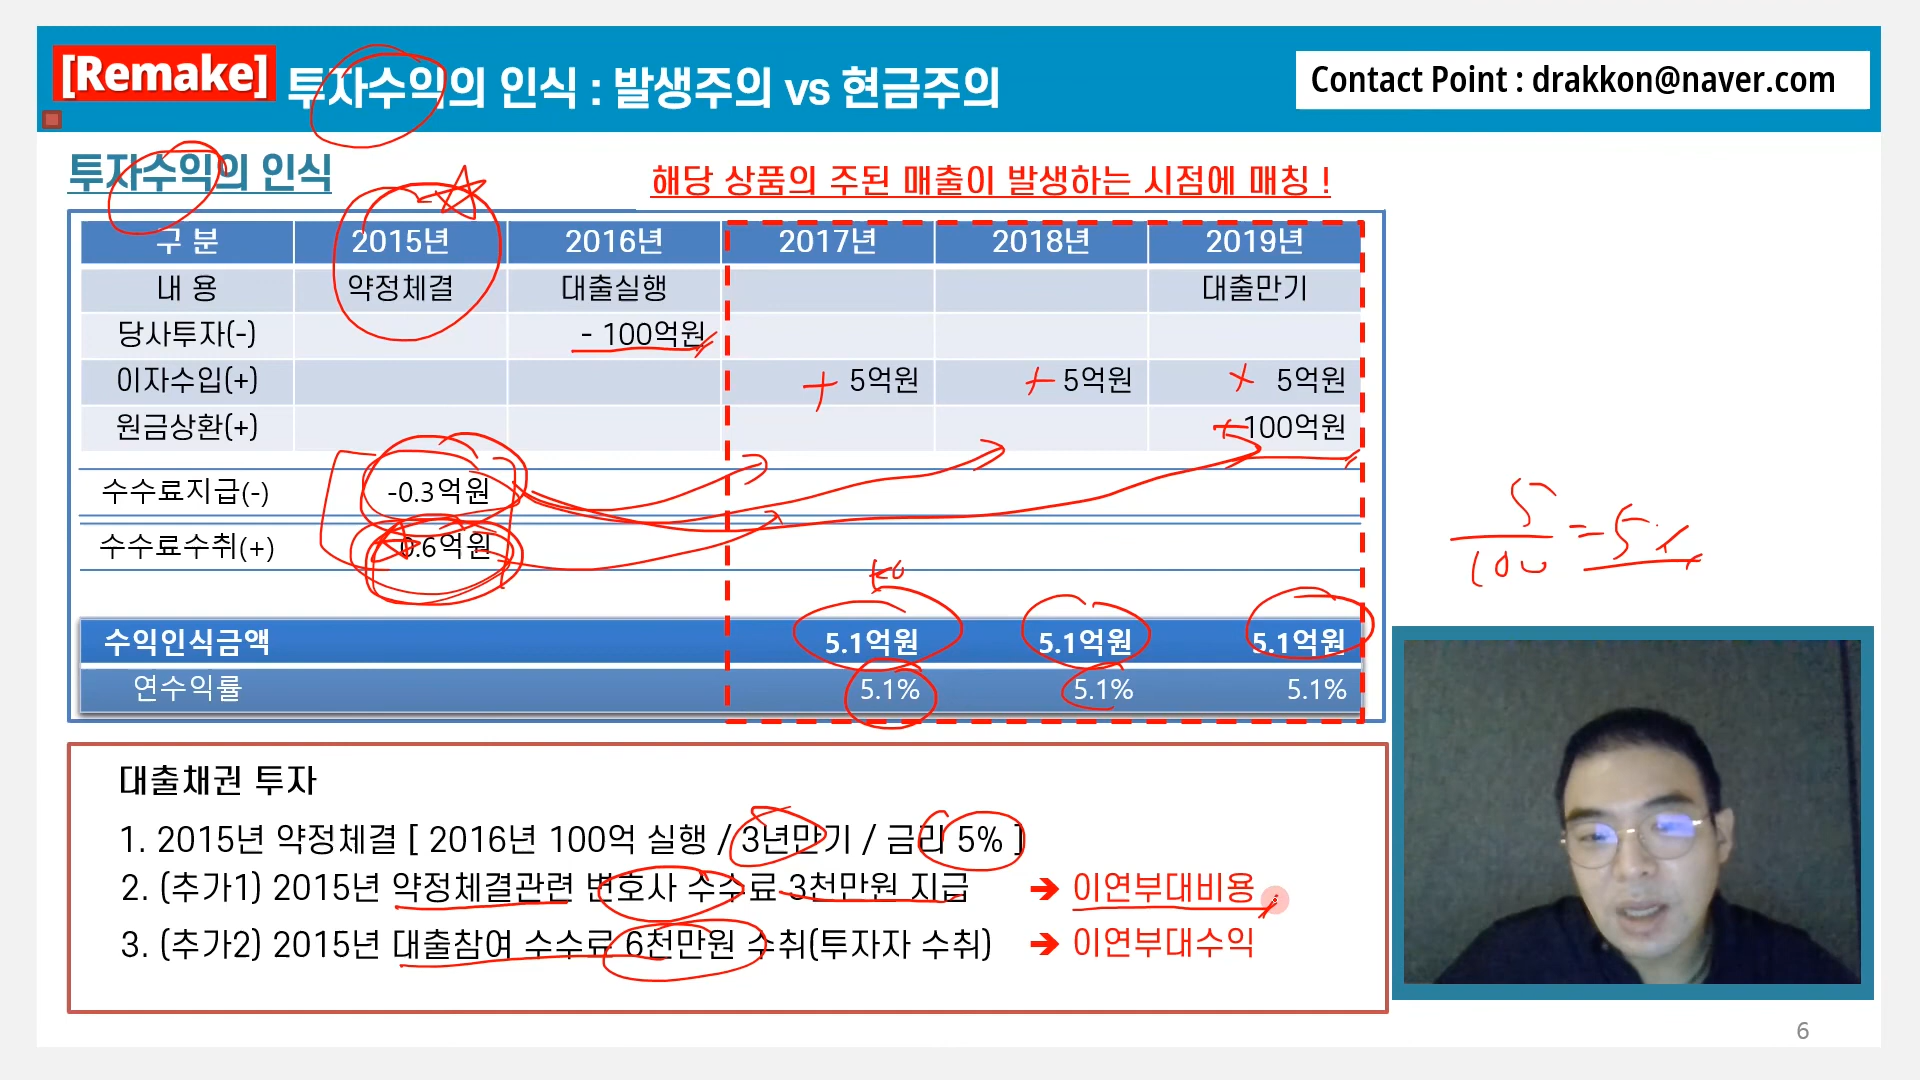 [Remake] 투자수익의 인식 : 발생주의 vs 현금주의
Contact Point : drakkon@naver.com
투자수익의 인식
해당 상품의 주된 매출이 발생하는 시점에 매칭 !
구 분 2015년 2016년 2017년 2018년 2019년
내 용 약정체결 대출실행 대출만기
당사투자(-) - 100억원
이자수입(+) + 5억원 + 5억원 + 5억원
원금상환(+) + 100억원
수수료지급(-) -0.3억원
수수료수취(+) 0.6억원
5/100 = 5%
수익인식금액 5.1억원 5.1억원 5.1억원
연수익률 5.1% 5.1% 5.1%
대출채권 투자
1. 2015년 약정체결 [ 2016년 100억 실행 / 3년만기 / 금리 5% ]
2. (추가1) 2015년 약정체결관련 변호사 수수료 3천만원 지급 ➔ 이연부대비용
3. (추가2) 2015년 대출참여 수수료 6천만원 수취(투자자 수취) ➔ 이연부대수익
6